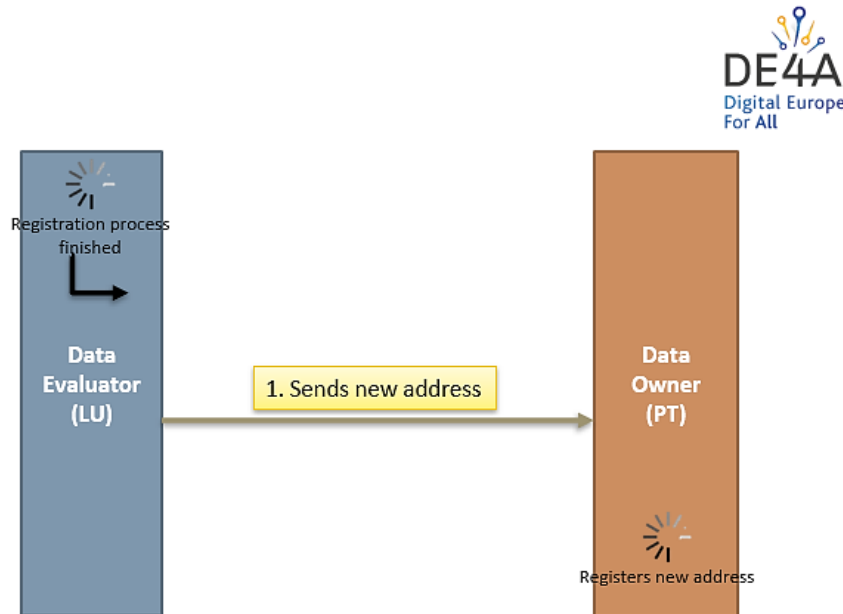 DE4A
Digital Europe
For All
Registration process
finished
Data
Evaluator
(LU)
1. Sends new address
Data
Owner
(PT)
Registers new address